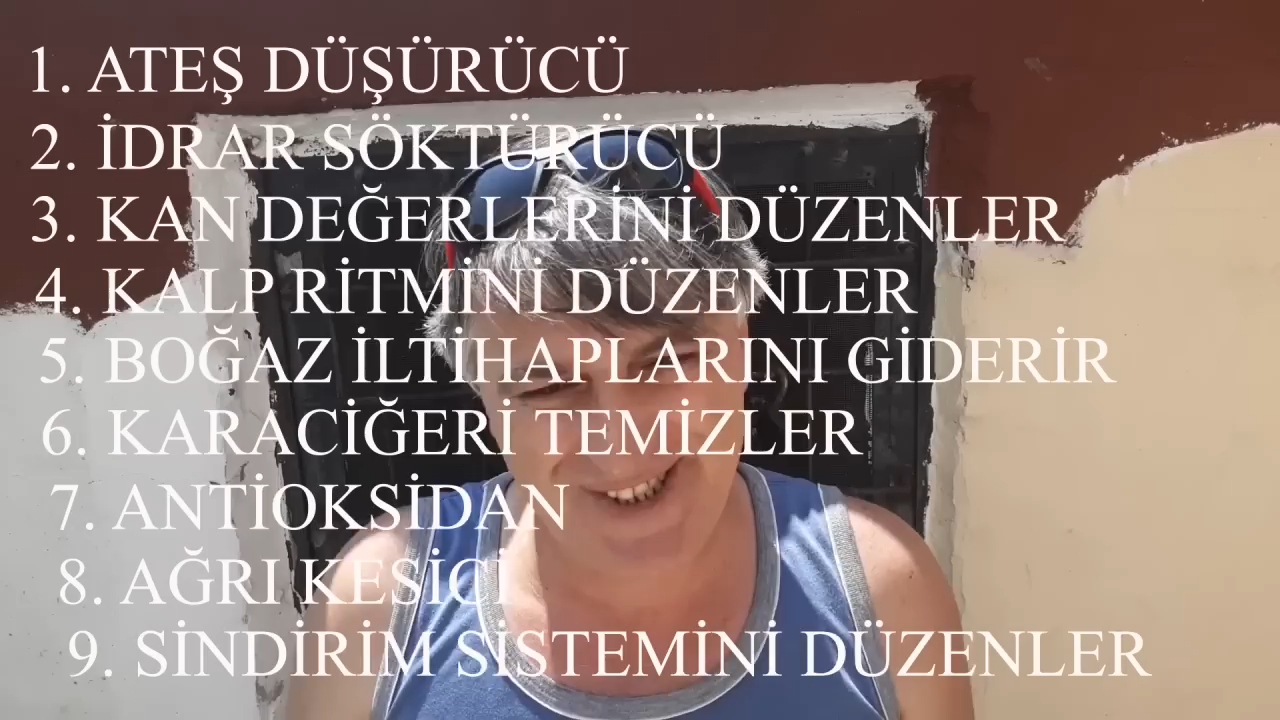 1. ATEŞ DÜŞÜRÜCÜ
2. İDRAR SÖKTÜRÜCÜ
3. KAN DEĞERLERİNİ DÜZENLER
4. KALP RİTMİNİ DÜZENLER
5. BOĞAZ İLTİHAPLARINI GİDERİR
6. KARACİĞERİ TEMİZLER
7. ANTİOKSİDAN
8. AĞRI KESİCİ
9. SİNDİRİM SİSTEMİNİ DÜZENLER